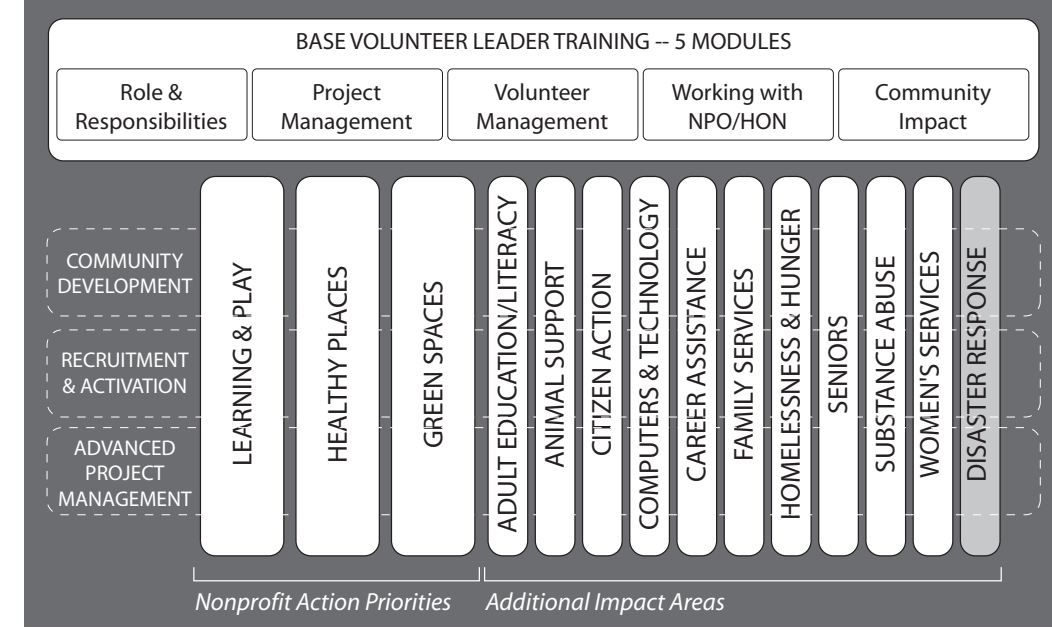 BASE VOLUNTEER LEADER TRAINING -- 5 MODULES
Role &
Responsibilities
Project
Management
Volunteer
Management
Working with
NPO/HON
Community
Impact
COMMUNITY
DEVELOPMENT
RECRUITMENT
& ACTIVATION
ADVANCED
PROJECT
MANAGEMENT
LEARNING & PLAY
HEALTHY PLACES
GREEN SPACES
ADULT EDUCATION/LITERACY
ANIMAL SUPPORT
CITIZEN ACTION
COMPUTERS & TECHNOLOGY
CAREER ASSISTANCE
FAMILY SERVICES
HOMELESSNESS & HUNGER
SENIORS
SUBSTANCE ABUSE
WOMEN'S SERVICES
DISASTER RESPONSE
Nonprofit Action Priorities
Additional Impact Areas